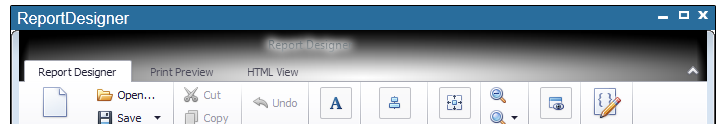 ReportDesigner
Report Designer
Report Designer Print Preview HTML View
Open... Cut Undo A
Save Copy